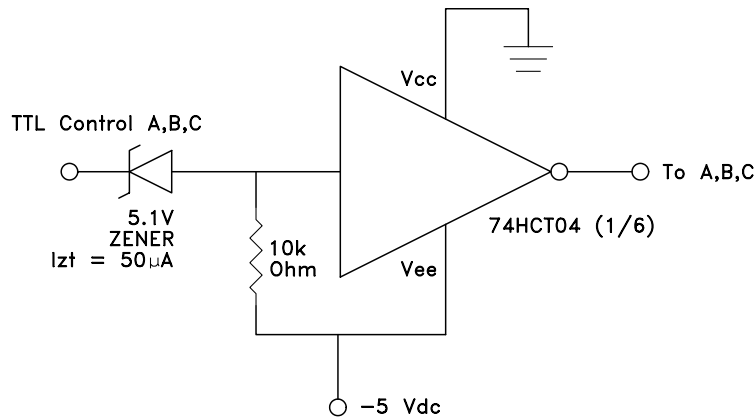 Vcc
TTL Control A,B,C
To A,B,C
5.1V
ZENER
Izt = 50μA
10k
Ohm
74HCT04 (1/6)
Vee
-5 Vdc